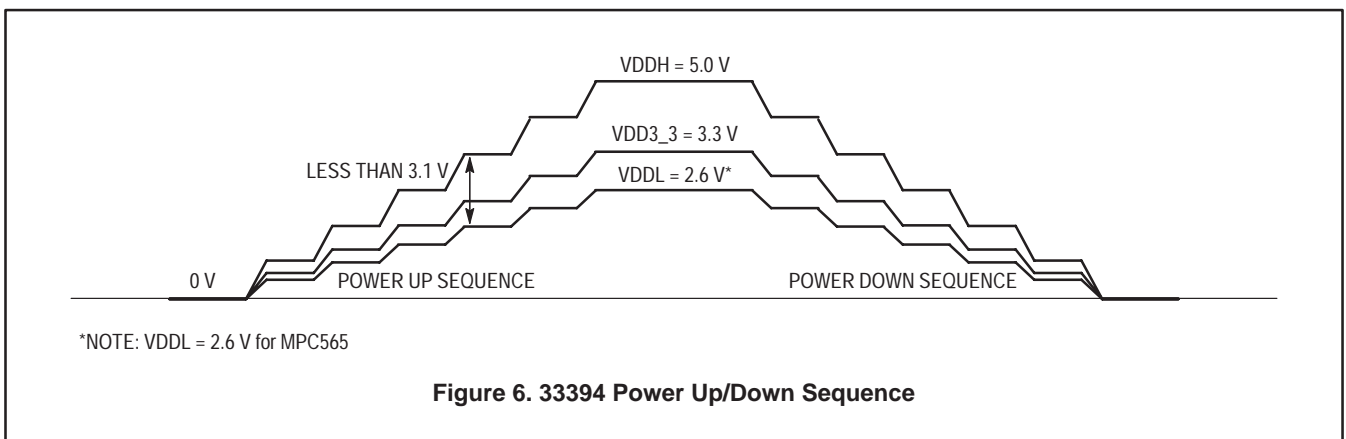 VDDH = 5.0 V
VDD3_3 = 3.3 V
LESS THAN 3.1 V
VDDL = 2.6 V*
0 V
POWER UP SEQUENCE
POWER DOWN SEQUENCE
*NOTE: VDDL = 2.6 V for MPC565
Figure 6. 33394 Power Up/Down Sequence